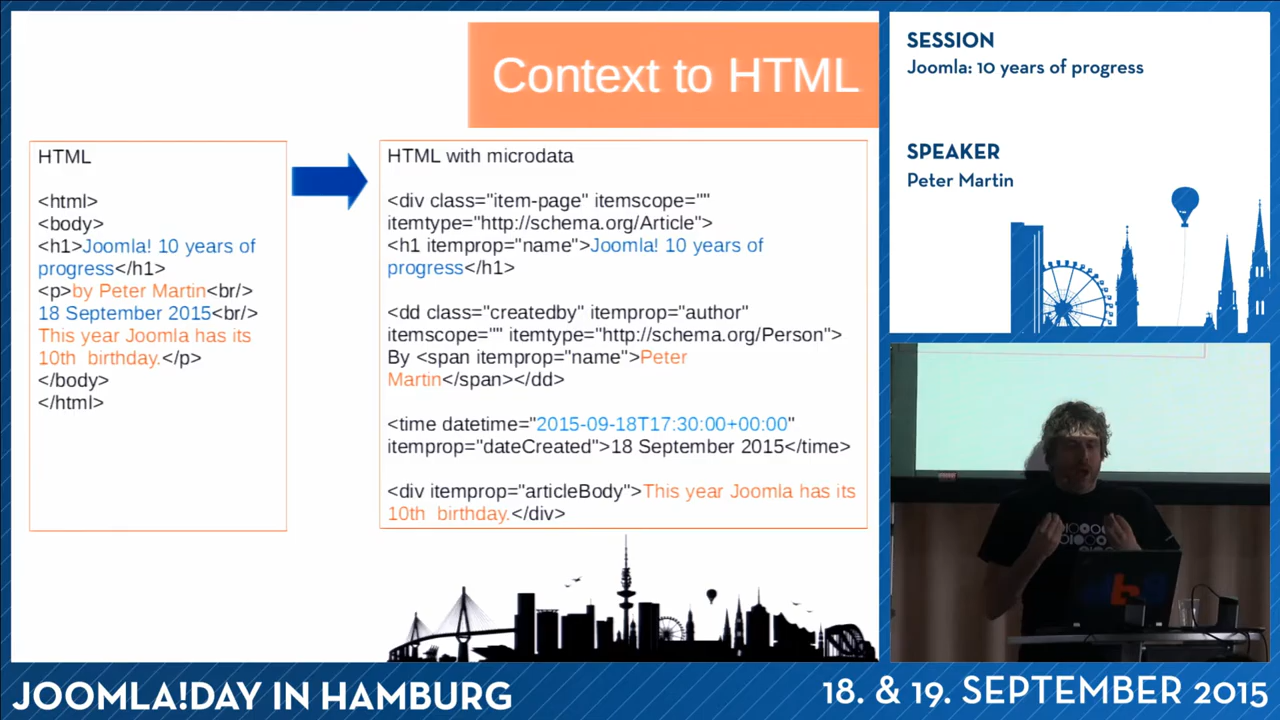 Context to HTML
HTML
<html>
<body>
<h1>Joomla! 10 years of
progress</h1>
<p>by Peter Martin<br/>
18 September 2015<br/>
This year Joomla has its
10th  birthday.</p>
</body>
</html>
HTML with microdata
<div class="item-page" itemscope=""
itemtype="http://schema.org/Article">
<h1 itemprop="name">Joomla! 10 years of
progress</h1>
<dd class="createdby" itemprop="author"
itemscope="" itemtype="http://schema.org/Person">
By <span itemprop="name">Peter
Martin</span></dd>
<time datetime="2015-09-18T17:30:00+00:00"
itemprop="dateCreated">18 September 2015</time>
<div itemprop="articleBody">This year Joomla has its
10th  birthday.</div>
SESSION
Joomla: 10 years of progress
SPEAKER
Peter Martin
JOOMLA!DAY IN HAMBURG
18. & 19. SEPTEMBER 2015